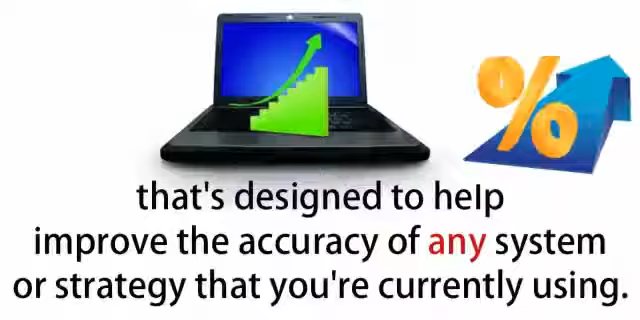 %
that's designed to help
improve the accuracy of any system
or strategy that you're currently using.